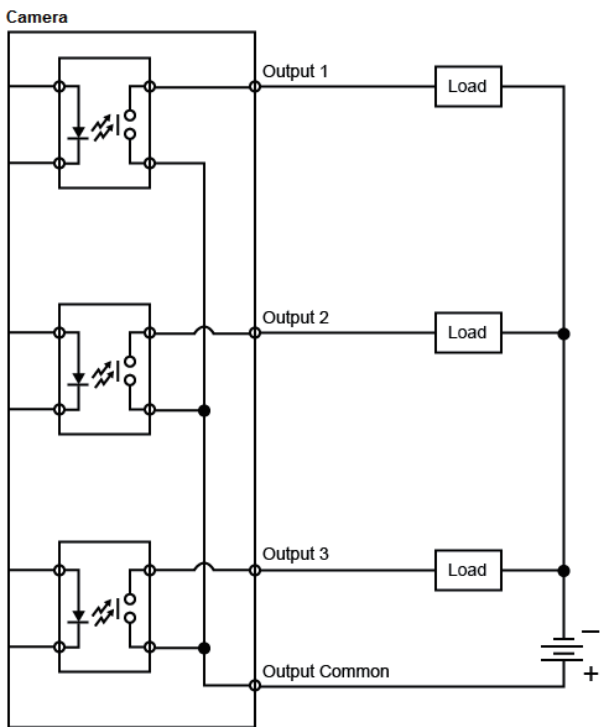 Camera
Output 1
Load
Output 2
Load
Output 3
Load
Output Common
−
+